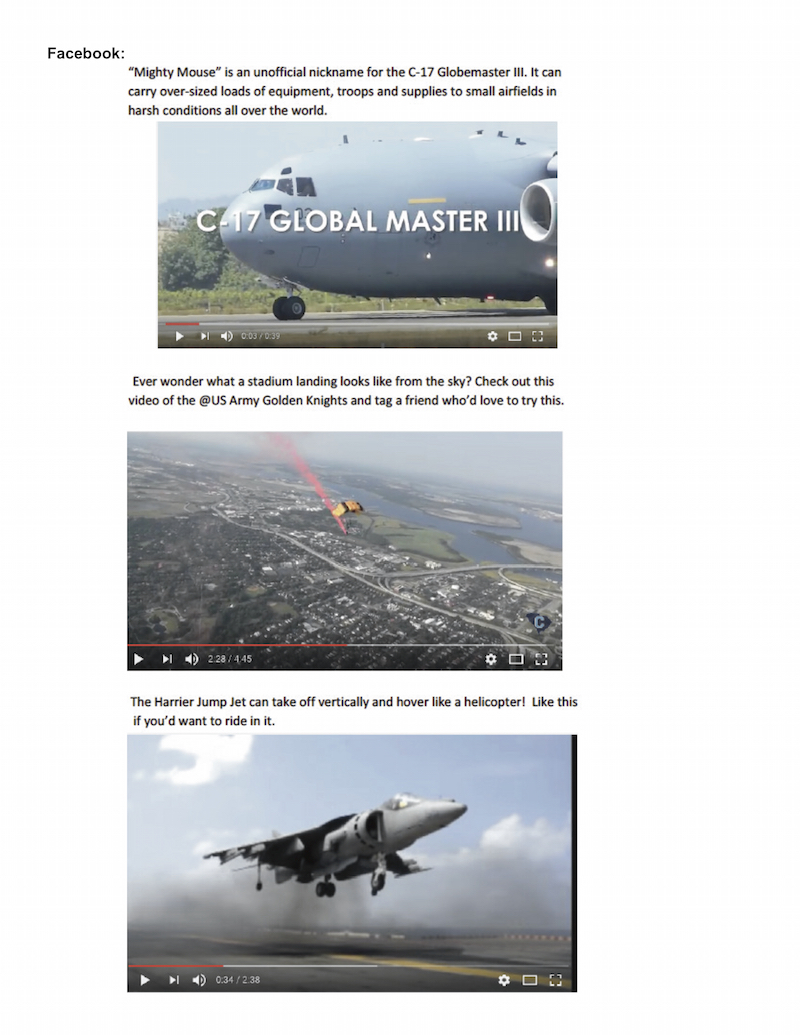 Facebook:
“Mighty Mouse” is an unofficial nickname for the C-17 Globemaster III. It can
carry over-sized loads of equipment, troops and supplies to small airfields in
harsh conditions all over the world.
C-17 GLOBAL MASTER III
0:03 / 0:39
Ever wonder what a stadium landing looks like from the sky? Check out this
video of the @US Army Golden Knights and tag a friend who’d love to try this.
C
2:28 / 4:45
The Harrier Jump Jet can take off vertically and hover like a helicopter! Like this
if you’d want to ride in it.
0:34 / 2:38